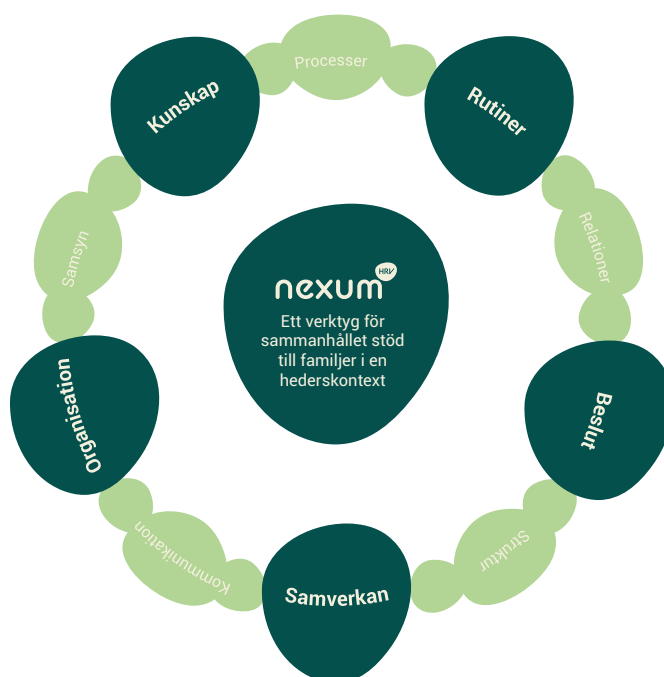 Processer
Kunskap
Rutiner
Samsyn
Relationer
nexum HRV
Ett verktyg för
sammanhållet stöd
till familjer i en
hederskontext
Organisation
Beslut
Kommunikation
Struktur
Samverkan